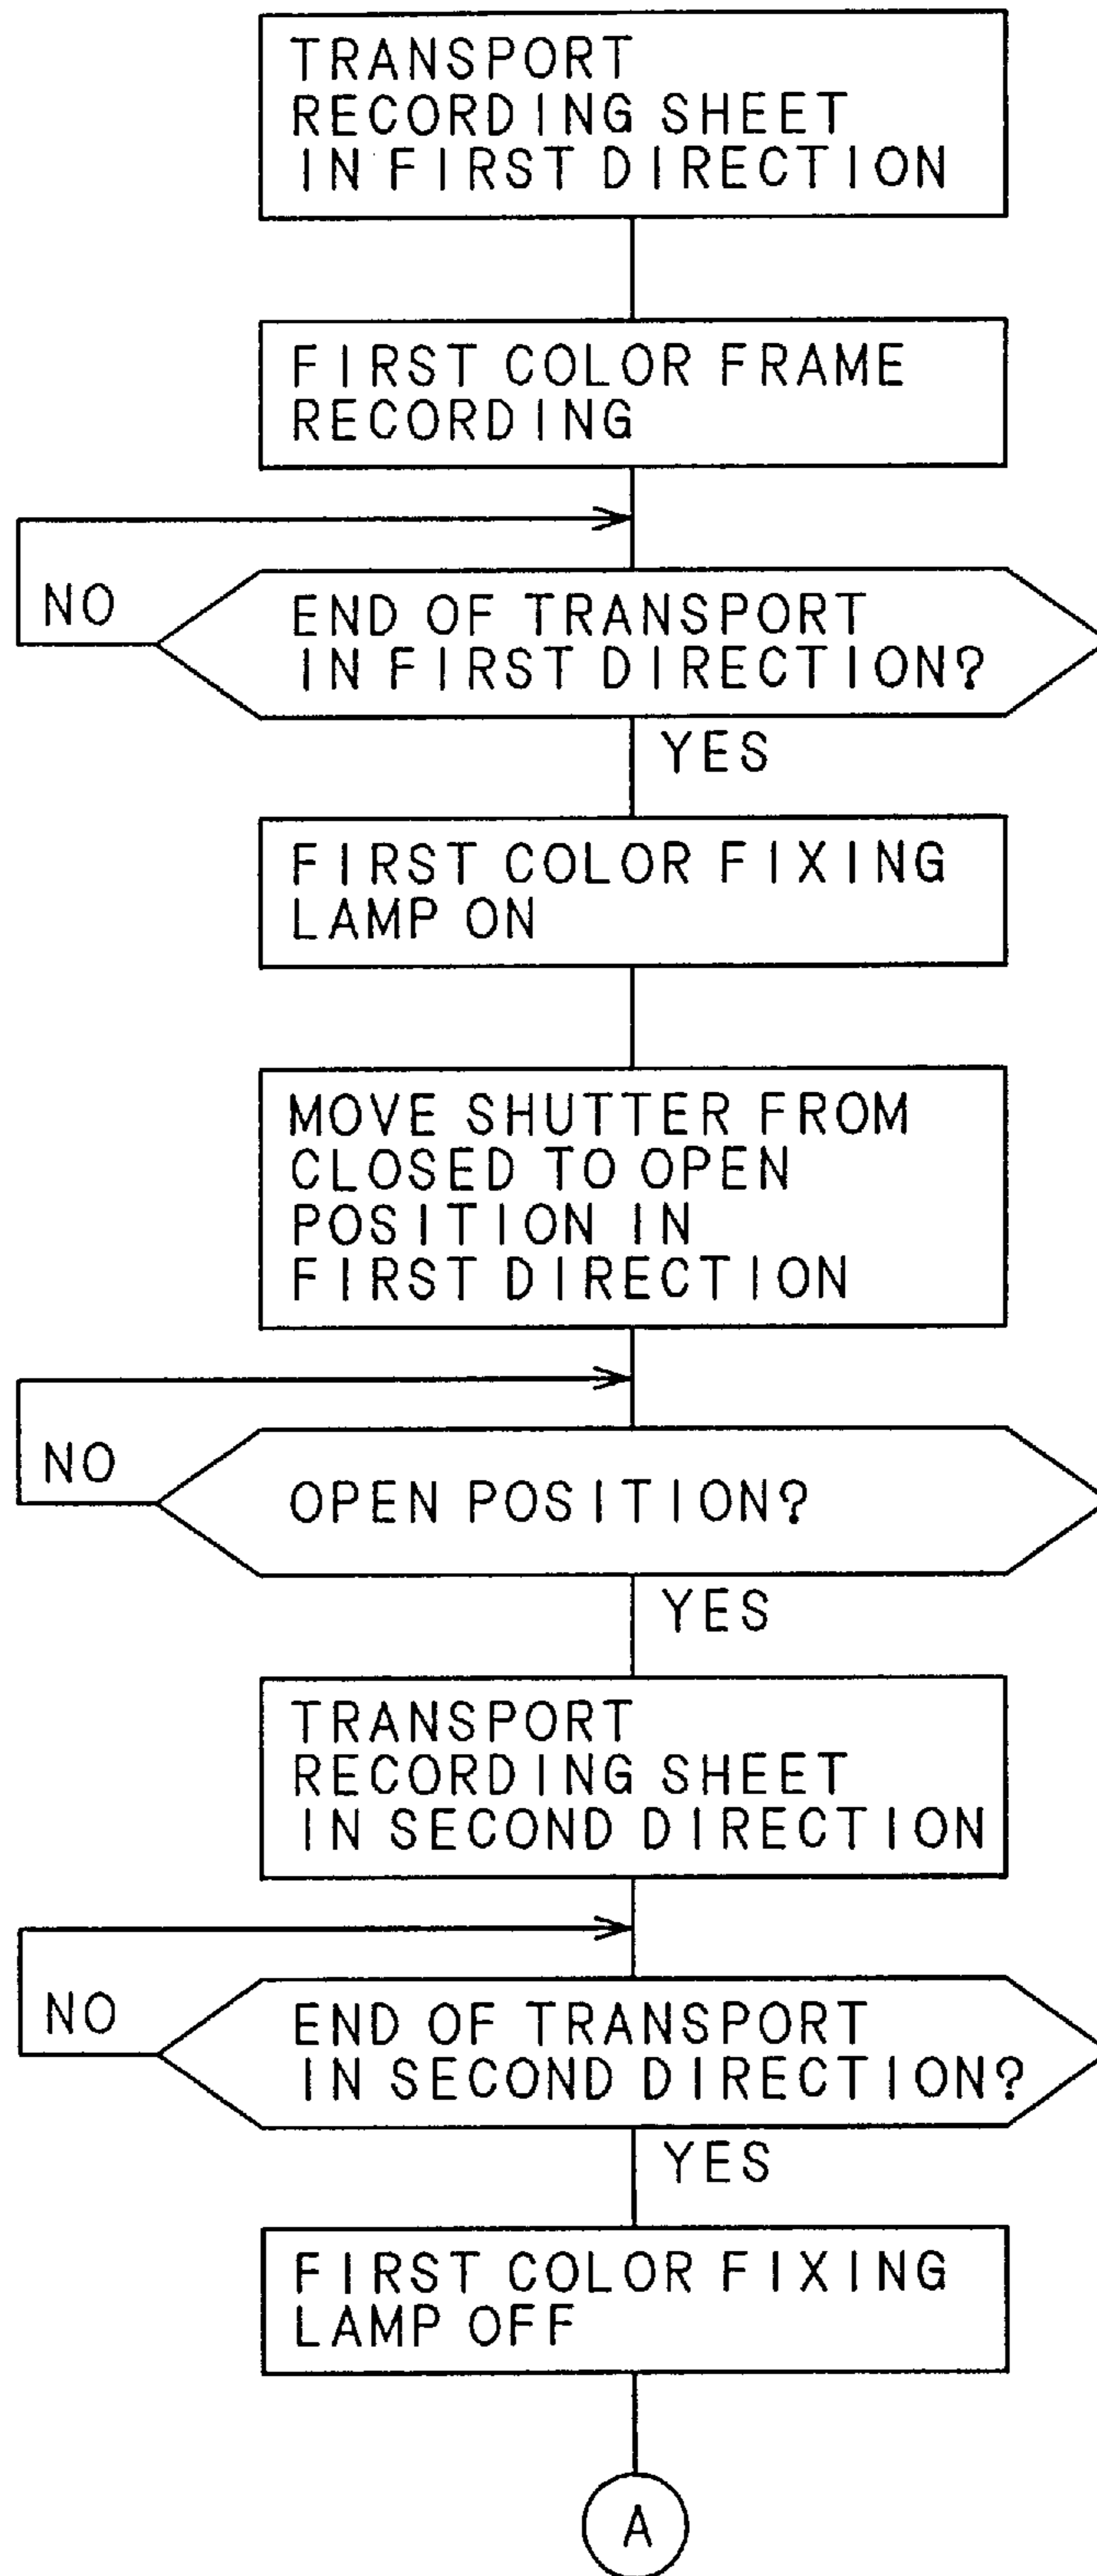 TRANSPORT
RECORDING SHEET
IN FIRST DIRECTION
FIRST COLOR FRAME
RECORDING
NO
END OF TRANSPORT
IN FIRST DIRECTION?
YES
FIRST COLOR FIXING
LAMP ON
MOVE SHUTTER FROM
CLOSED TO OPEN
POSITION IN
FIRST DIRECTION
NO
OPEN POSITION?
YES
TRANSPORT
RECORDING SHEET
IN SECOND DIRECTION
NO
END OF TRANSPORT
IN SECOND DIRECTION?
YES
FIRST COLOR FIXING
LAMP OFF
A